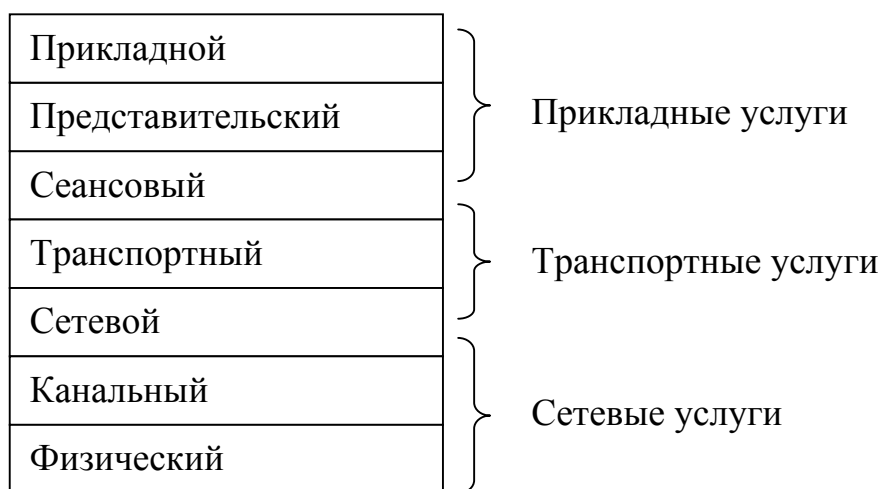 Прикладной
Представительский
Сеансовый
Транспортный
Сетевой
Канальный
Физический
Прикладные услуги
Транспортные услуги
Сетевые услуги